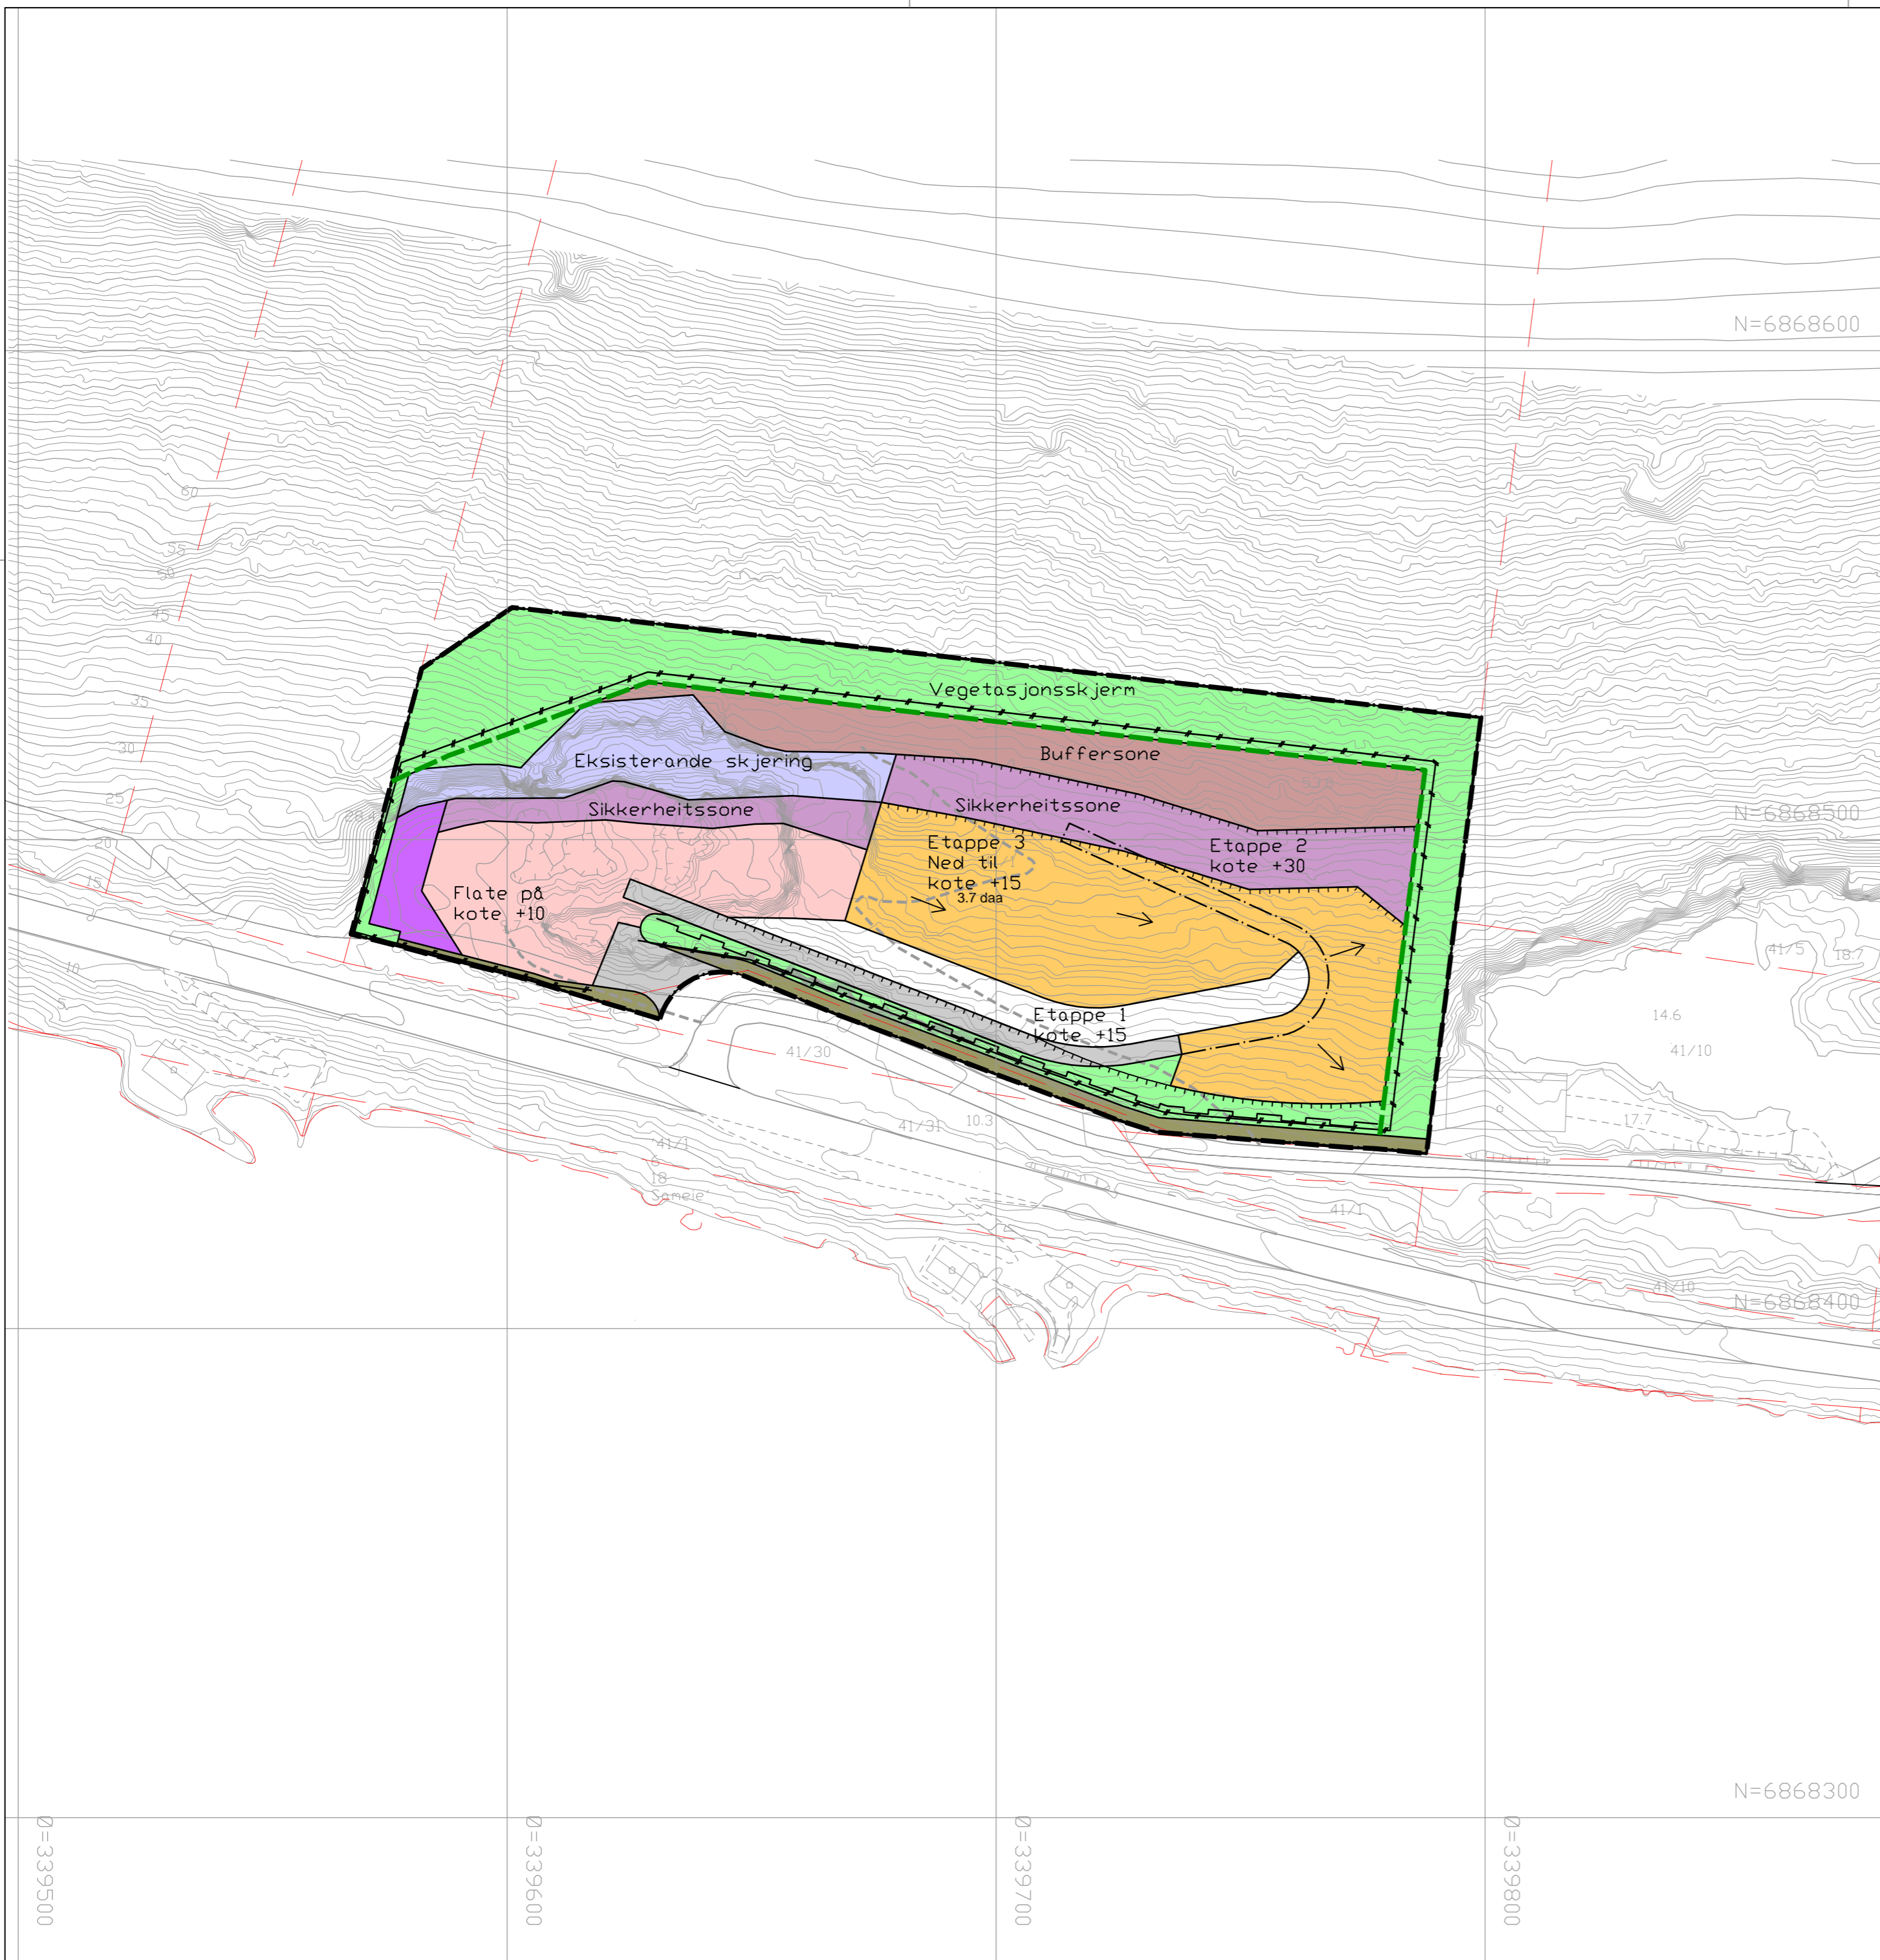 N=6868600
60
55
50
45
40
35
30
25
20
15
10
5
Vegetasjonsskjerm
Buffersone
Eksisterande skjering
Sikkerheitssone
Sikkerheitssone
Etappe 2
kote +30
Etappe 3
Ned til
kote +15
3.7 daa
Flate på
kote +10
Etappe 1
kote +15
N=6868500
41/5
18.7
14.6
41/10
41/30
41/31
10.3
17.7
41/1
6
18
Sameie
41/1
41/10
N=6868400
N=6868300
Ø=339500
Ø=339600
Ø=339700
Ø=339800